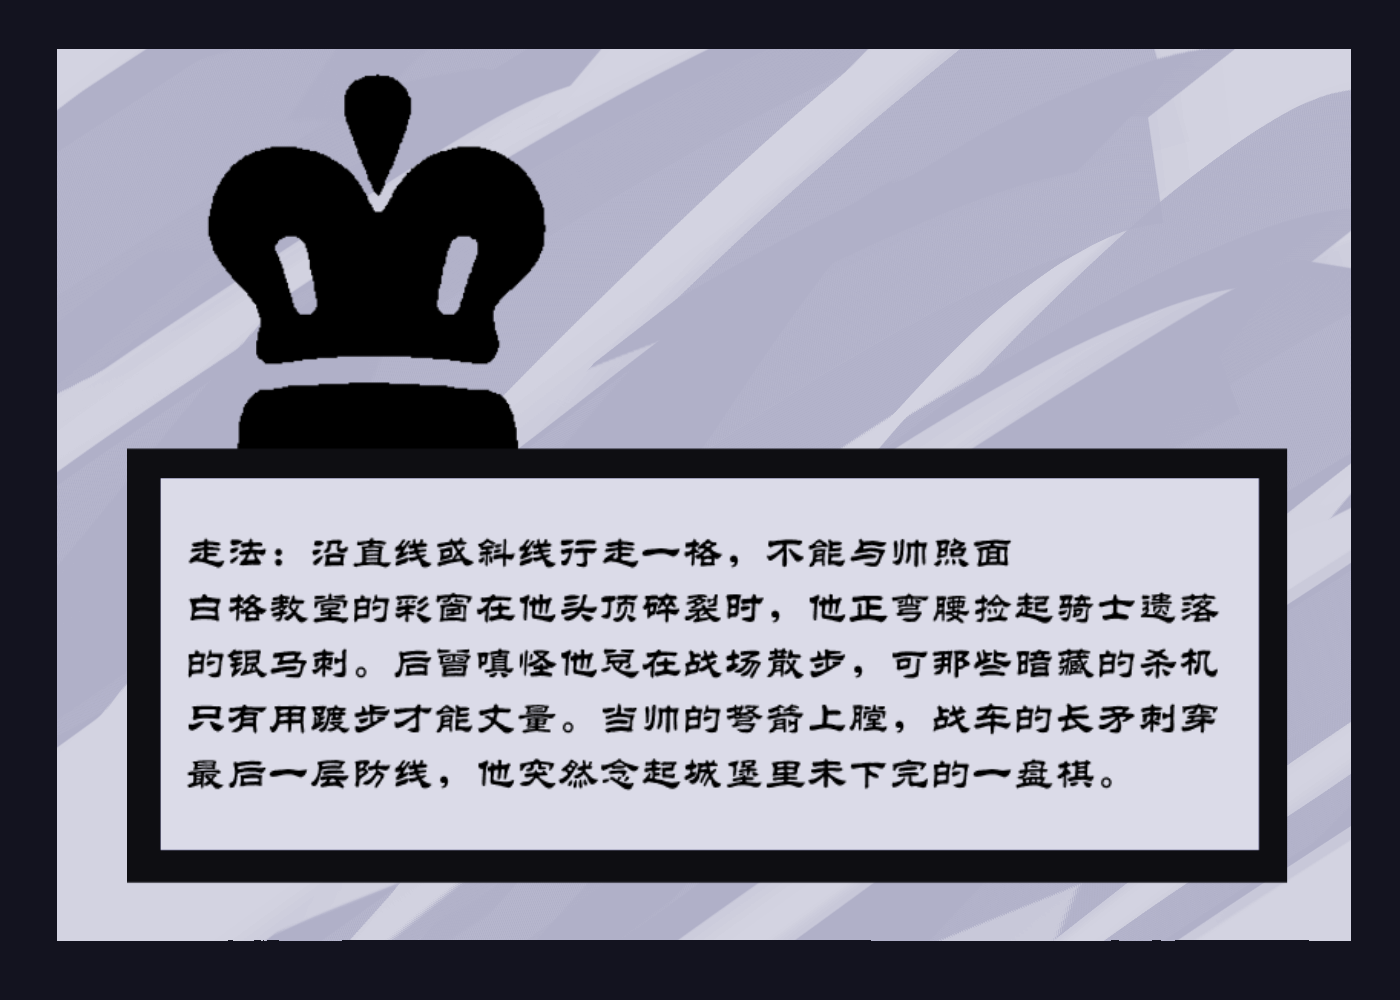 走法：沿直线或斜线行走一格，不能与帅照面
白格教堂的彩窗在他头顶碎裂时，他正弯腰捡起骑士遗落
的银马刺。后曾嗔怪他总在战场散步，可那些暗藏的杀机
只有用踱步才能丈量。当帅的弩箭上膛，战车的长矛刺穿
最后一层防线，他突然念起城堡里未下完的一盘棋。